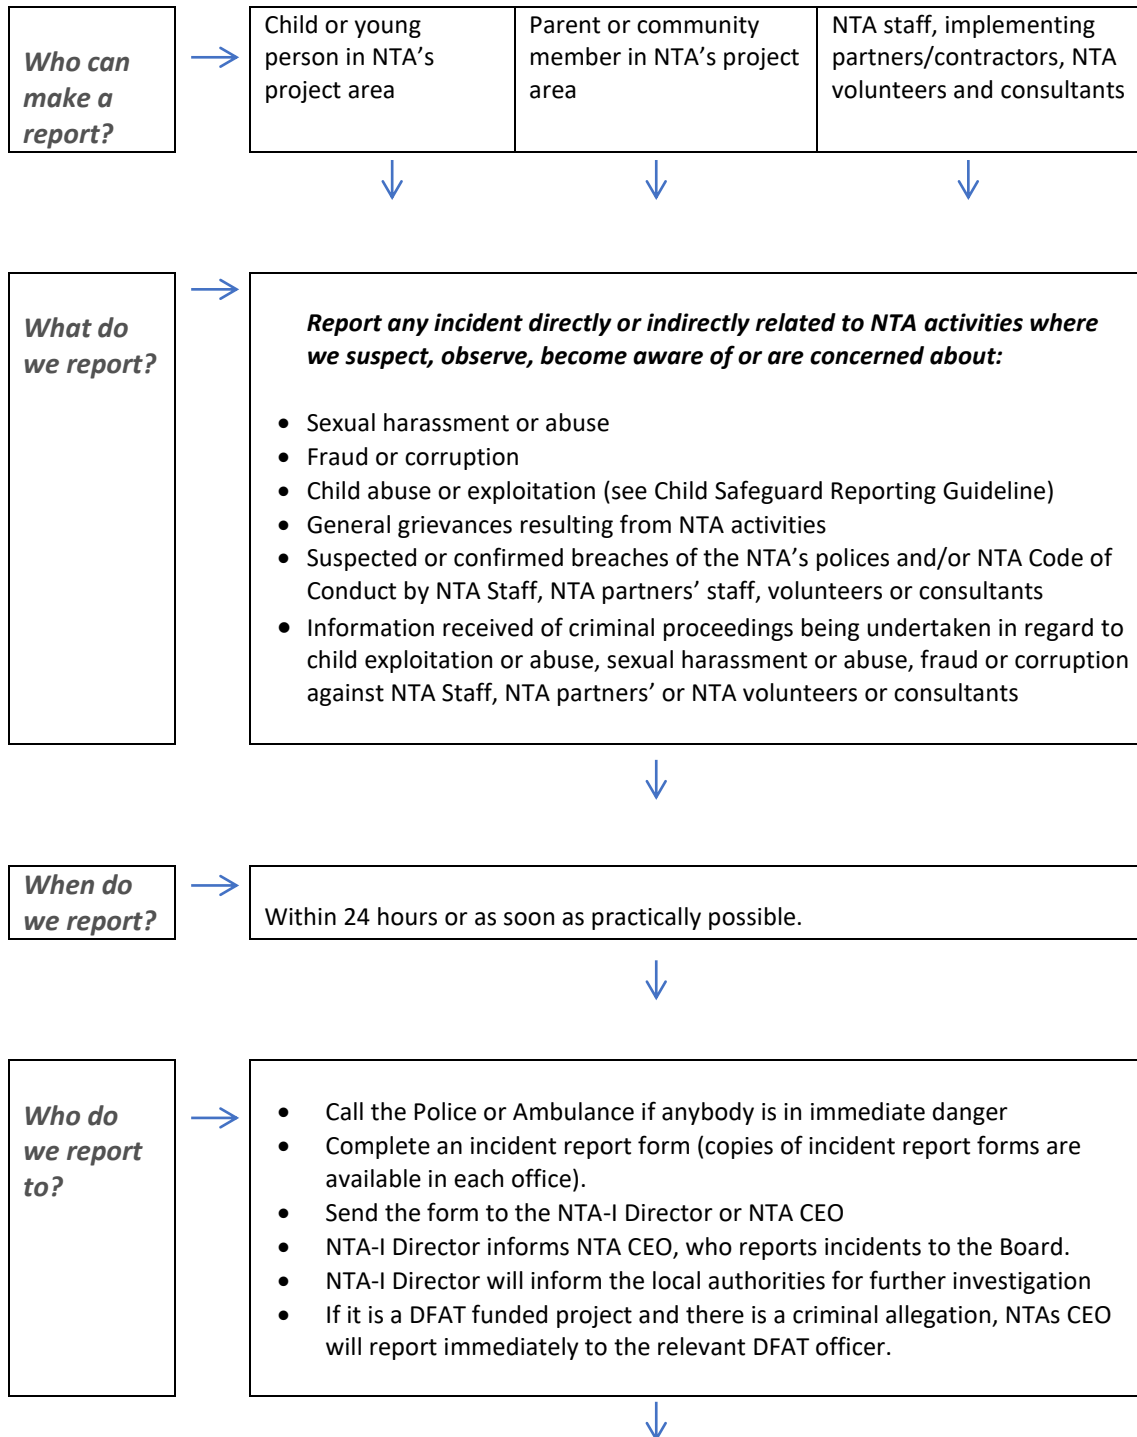 Who can
make a
report?
Child or young
person in NTA's
project area
Parent or community
member in NTA's project
area
NTA staff, implementing
partners/contractors, NTA
volunteers and consultants
What do
we report?
Report any incident directly or indirectly related to NTA activities where
we suspect, observe, become aware of or are concerned about:
• Sexual harassment or abuse
• Fraud or corruption
• Child abuse or exploitation (see Child Safeguard Reporting Guideline)
• General grievances resulting from NTA activities
• Suspected or confirmed breaches of the NTA's polices and/or NTA Code of
Conduct by NTA Staff, NTA partners' staff, volunteers or consultants
• Information received of criminal proceedings being undertaken in regard to
child exploitation or abuse, sexual harassment or abuse, fraud or corruption
against NTA Staff, NTA partners' or NTA volunteers or consultants
When do
we report?
Within 24 hours or as soon as practically possible.
Who do
we report
to?
• Call the Police or Ambulance if anybody is in immediate danger
• Complete an incident report form (copies of incident report forms are
available in each office).
• Send the form to the NTA-I Director or NTA CEO
• NTA-I Director informs NTA CEO, who reports incidents to the Board.
• NTA-I Director will inform the local authorities for further investigation
• If it is a DFAT funded project and there is a criminal allegation, NTAs CEO
will report immediately to the relevant DFAT officer.